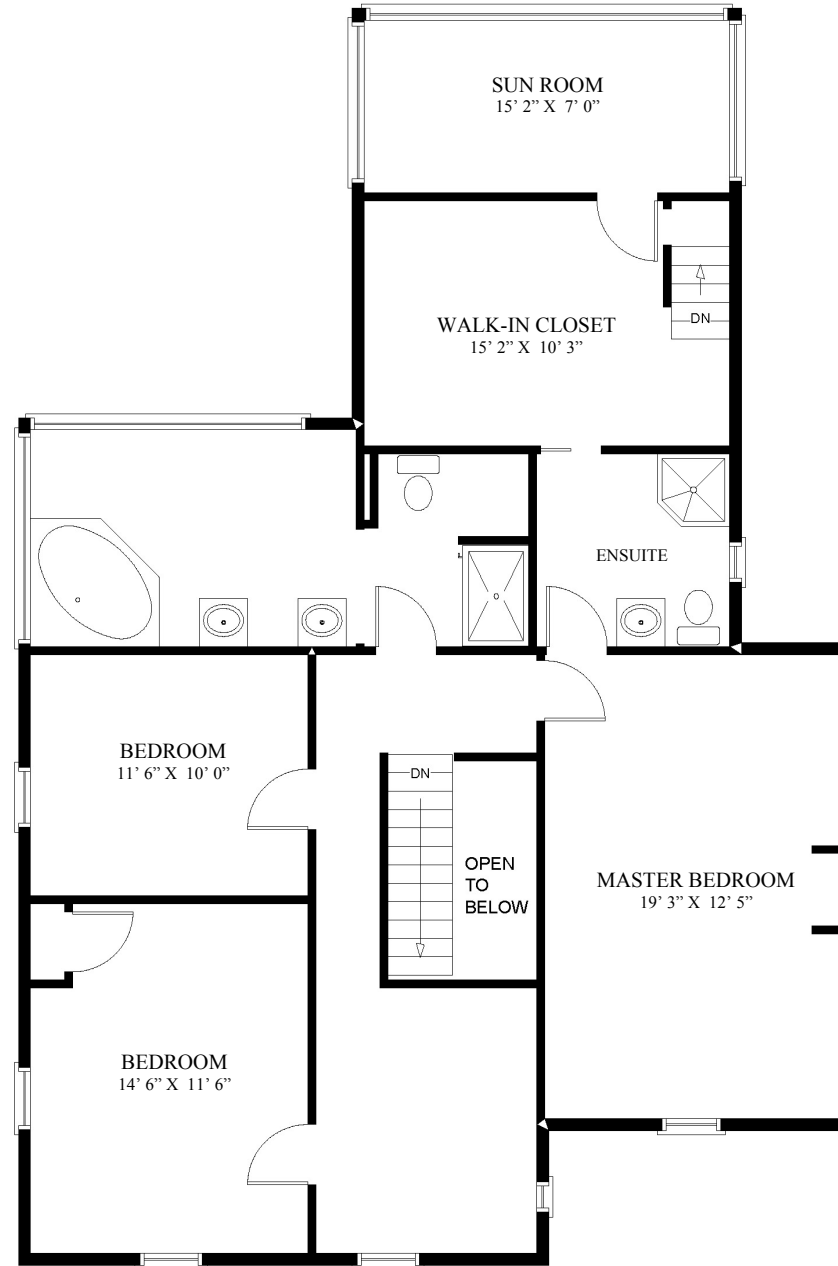 SUN ROOM
15’ 2” X 7’ 0”
WALK-IN CLOSET
15’ 2” X 10’ 3”
DN
ENSUITE
BEDROOM
11’ 6” X 10’ 0”
DN
OPEN
TO
BELOW
MASTER BEDROOM
19’ 3” X 12’ 5”
BEDROOM
14’ 6” X 11’ 6”